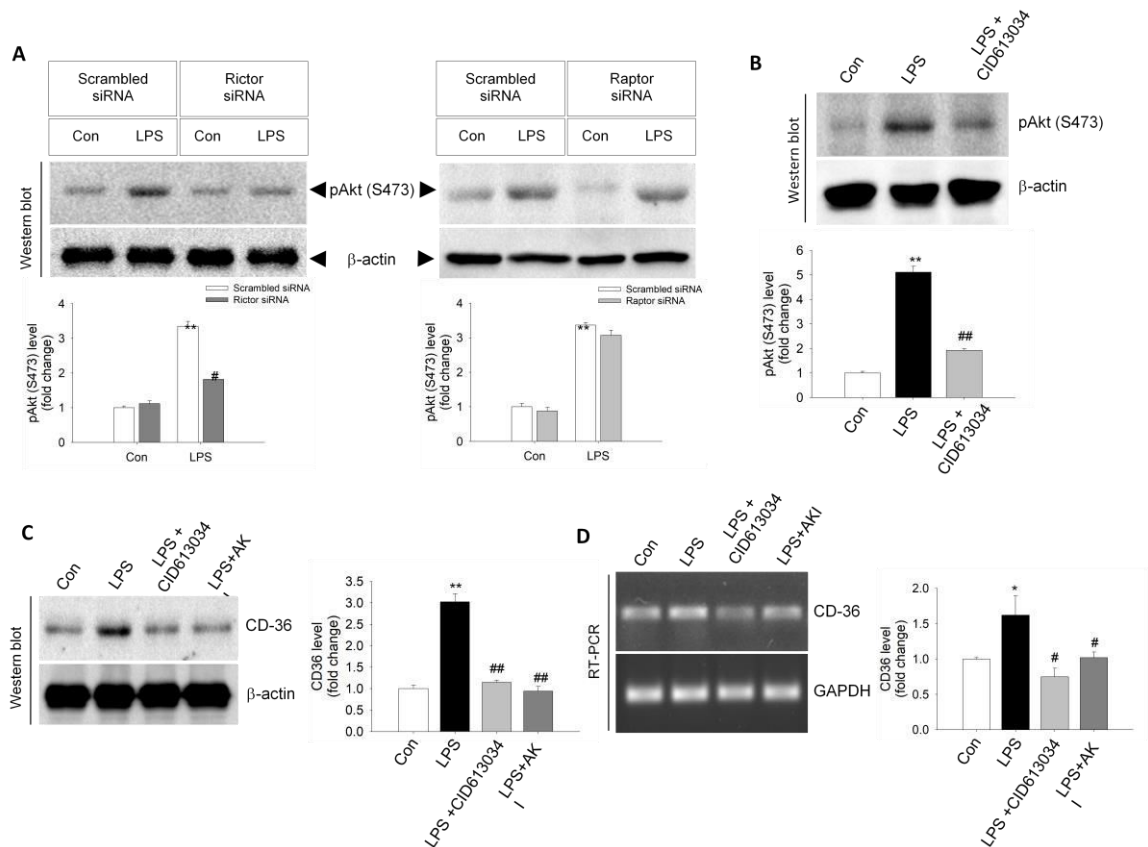 A
Scrambled
siRNA
Rictor
siRNA
Con
LPS
Con
LPS
Western blot
Scrambled
siRNA
Raptor
siRNA
Con
LPS
Con
LPS
pAkt (S473)
β-actin
Scrambled siRNA
Rictor siRNA
pAkt (S473) level
(fold change)
4
3
2
1
0
**
#
Con
LPS
Scrambled siRNA
Raptor siRNA
pAkt (S473) level
(fold change)
4
3
2
1
0
**
Con
LPS
B
Con
LPS
LPS +
CID613034
Western blot
pAkt (S473)
β-actin
pAkt (S473) level
(fold change)
6
5
4
3
2
1
0
**
##
Con
LPS
LPS +
CID613034
C
Con
LPS
LPS +
CID613034
LPS+AK
I
Western blot
CD-36
β-actin
CD36 level
(fold change)
3.5
3.0
2.5
2.0
1.5
1.0
0.5
0.0
**
##
##
Con
LPS
LPS +CID613034
LPS+AK
I
D
Con
LPS
LPS +
CID613034
LPS+AKI
RT-PCR
CD-36
GAPDH
CD36 level
(fold change)
2.0
1.5
1.0
0.5
0.0
*
#
#
Con
LPS
LPS +CID613034
LPS+AK
I